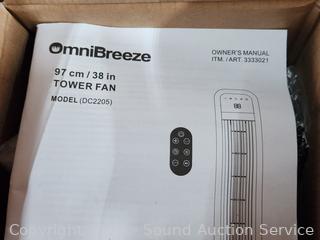 OmniBreeze
OWNER'S MANUAL
ITM. / ART. 3333021
97 cm / 38 in
TOWER FAN
MODEL (DC2205)
Copyright Sound Auction Service